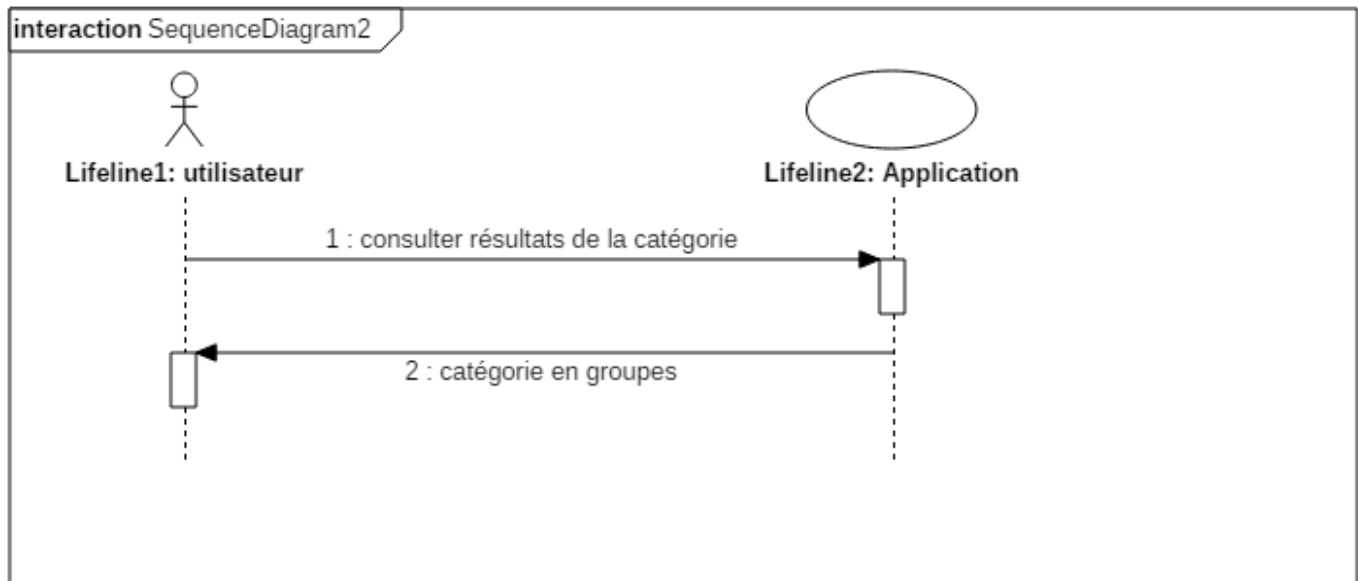 interaction SequenceDiagram2
Lifeline1: utilisateur
Lifeline2: Application
1 : consulter résultats de la catégorie
2 : catégorie en groupes